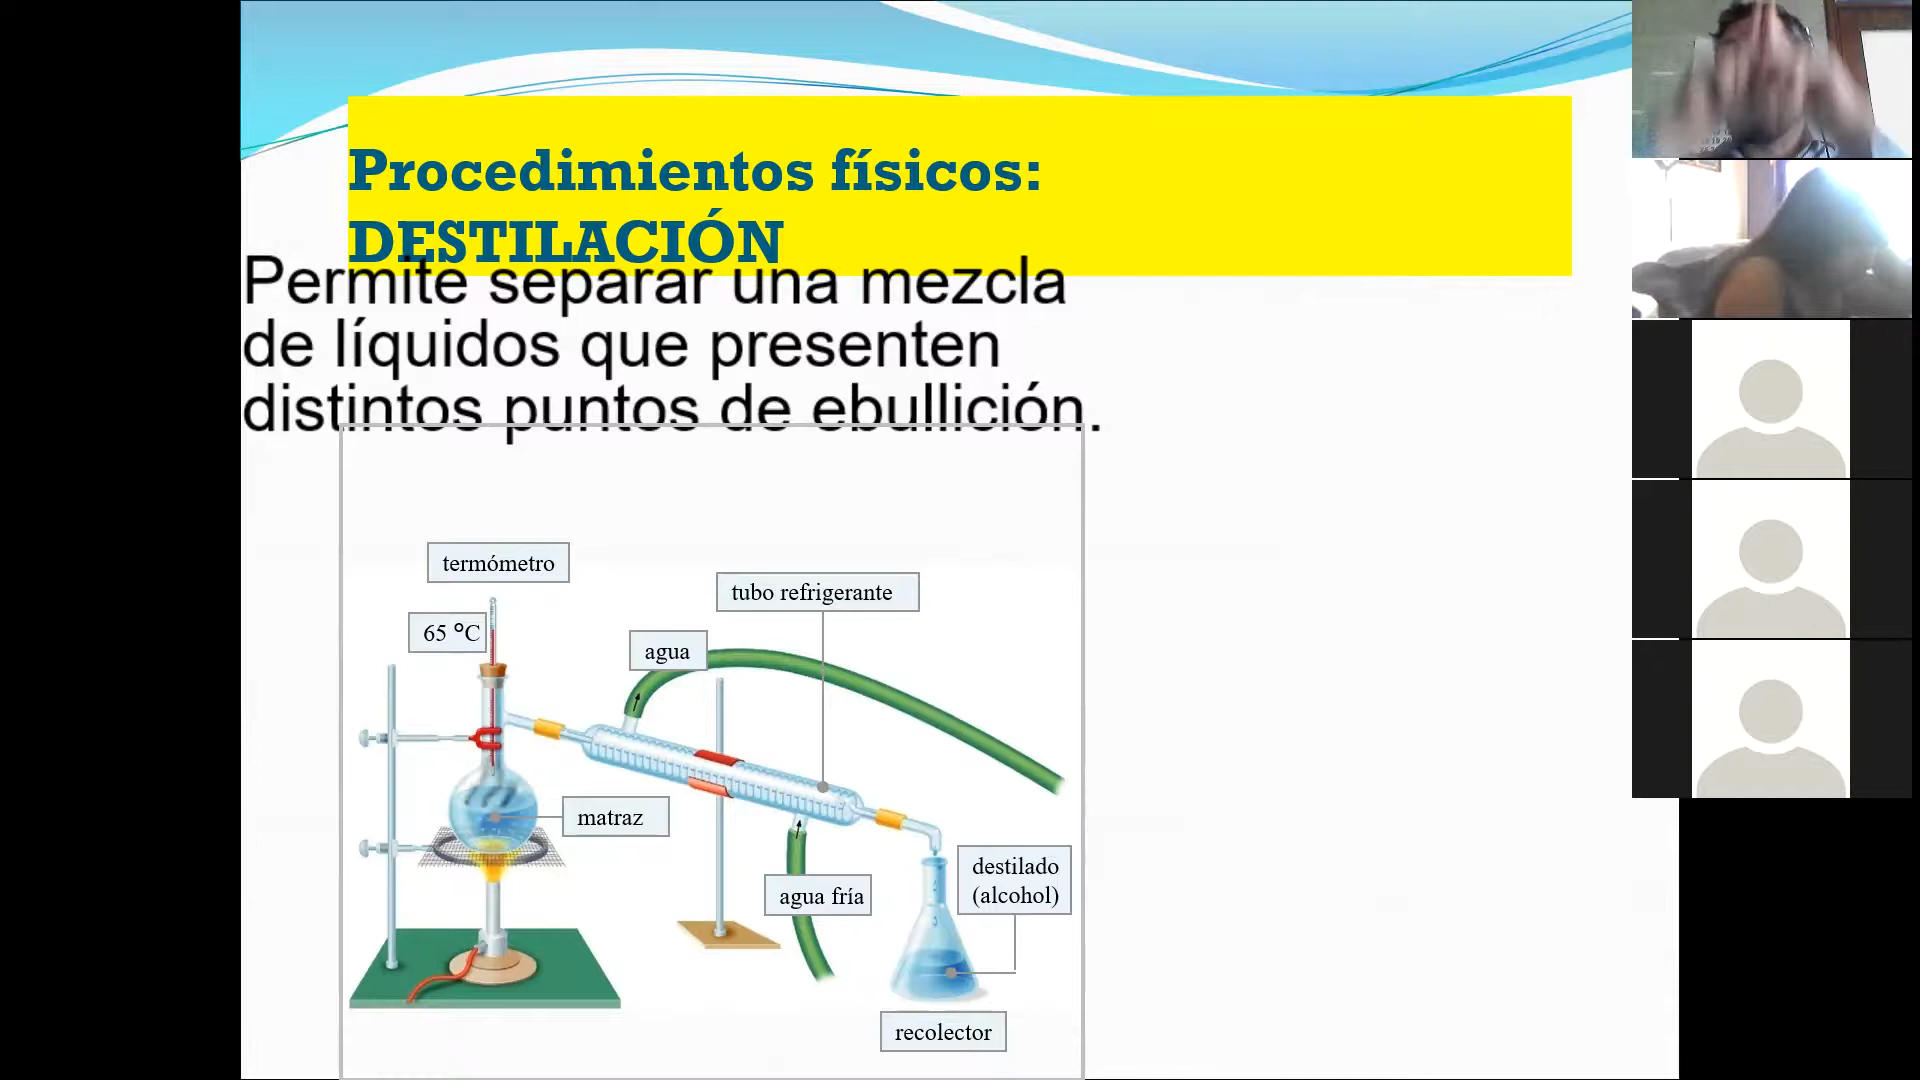 Procedimientos físicos:
DESTILACIÓN
Permite separar una mezcla
de líquidos que presenten
distintos puntos de ebullición.
termómetro
tubo refrigerante
65 °C
agua
matraz
destilado
(alcohol)
agua fría
recolector